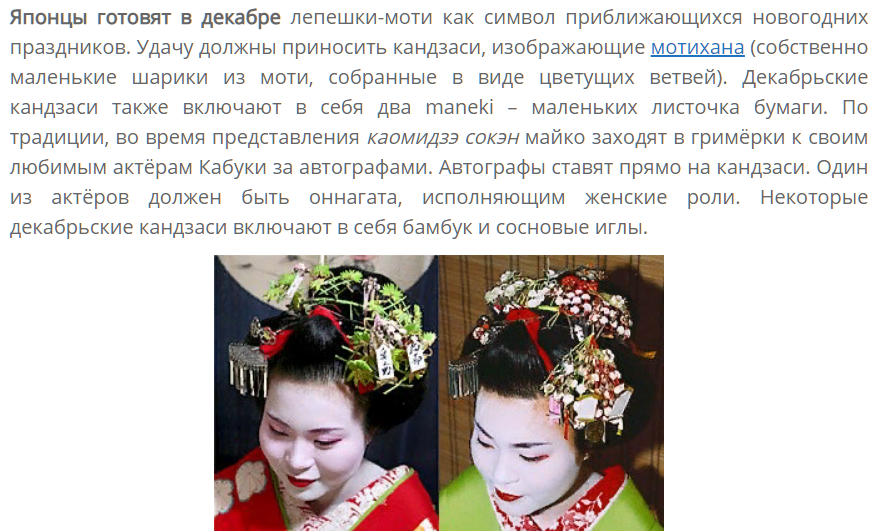 Японцы готовят в декабре лепешки-моти как символ приближающихся новогодних
праздников. Удачу должны приносить кандзаси, изображающие мотихана (собственно
маленькие шарики из моти, собранные в виде цветущих ветвей). Декабрьские
кандзаси также включают в себя два maneki – маленьких листочка бумаги. По
традиции, во время представления каомидзэ сокэн майко заходят в гримёрки к своим
любимым актёрам Кабуки за автографами. Автографы ставят прямо на кандзаси. Один
из актёров должен быть оннагата, исполняющим женские роли. Некоторые
декабрьские кандзаси включают в себя бамбук и сосновые иглы.